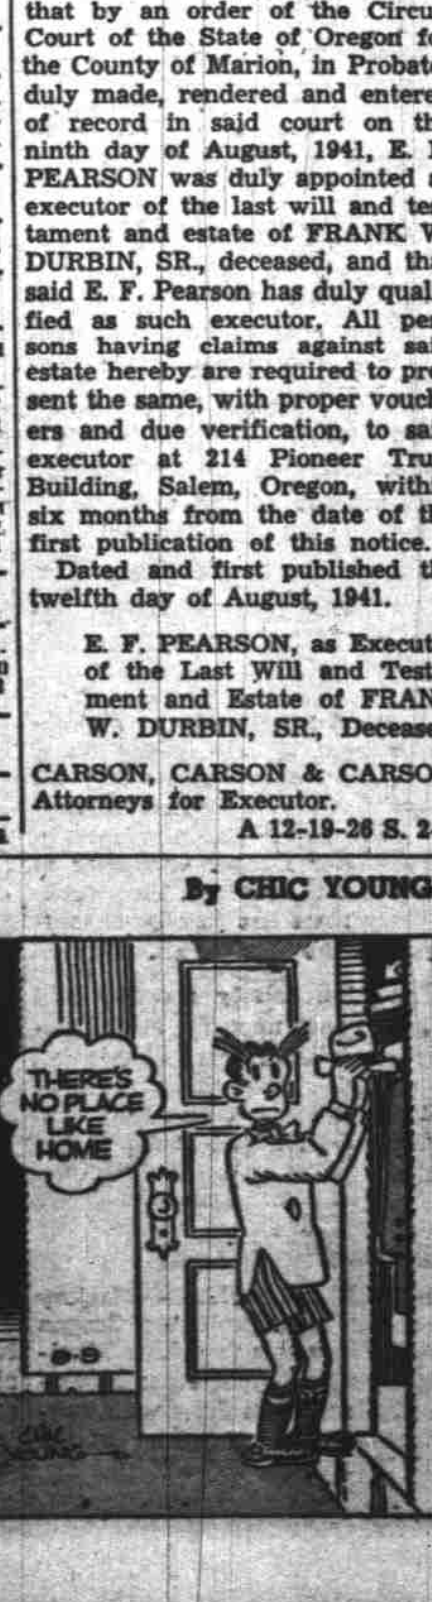 that by an order of the Circu
Court of the State of Oregon f
the County of Marion, in Probat
duly made, rendered and entere
of record in said court on th
ninth day of August, 1941, E.
PEARSON was duly appointed
executor of the last will and te
tament and estate of FRANK W
DURBIN, SR., deceased, and tha
said E. F. Pearson has duly quali
fied as such executor. All per
sons having claims against sai
estate hereby are required to pre
sent the same, with proper vouch
ers and due verification, to sa
executor at 214 Pioneer Tru
Building, Salem, Oregon, with
six months from the date of th
first publication of this notice.
Dated and first published th
twelfth day of August, 1941.
E. F. PEARSON, as Execut
of the Last Will and Test
ment and Estate of FRAN
W. DURBIN, SR., Decease
CARSON, CARSON & CARSO
Attorneys for Executor.
A 12-19-26 S. 2
By CHIC YOUNG
THERE'S
NO PLACE
LIKE
HOME
8-8
CHIC
YOUNG